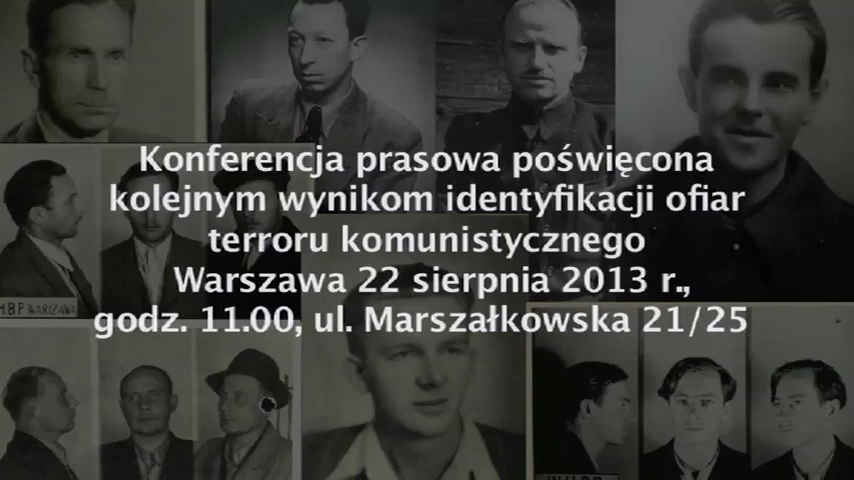 Konferencja prasowa poświęcona
kolejnym wynikom identyfikacji ofiar
terroru komunistycznego
Warszawa 22 sierpnia 2013 r.,
godz. 11.00, ul. Marszałkowska 21/25
M.B.P WARSZAWA